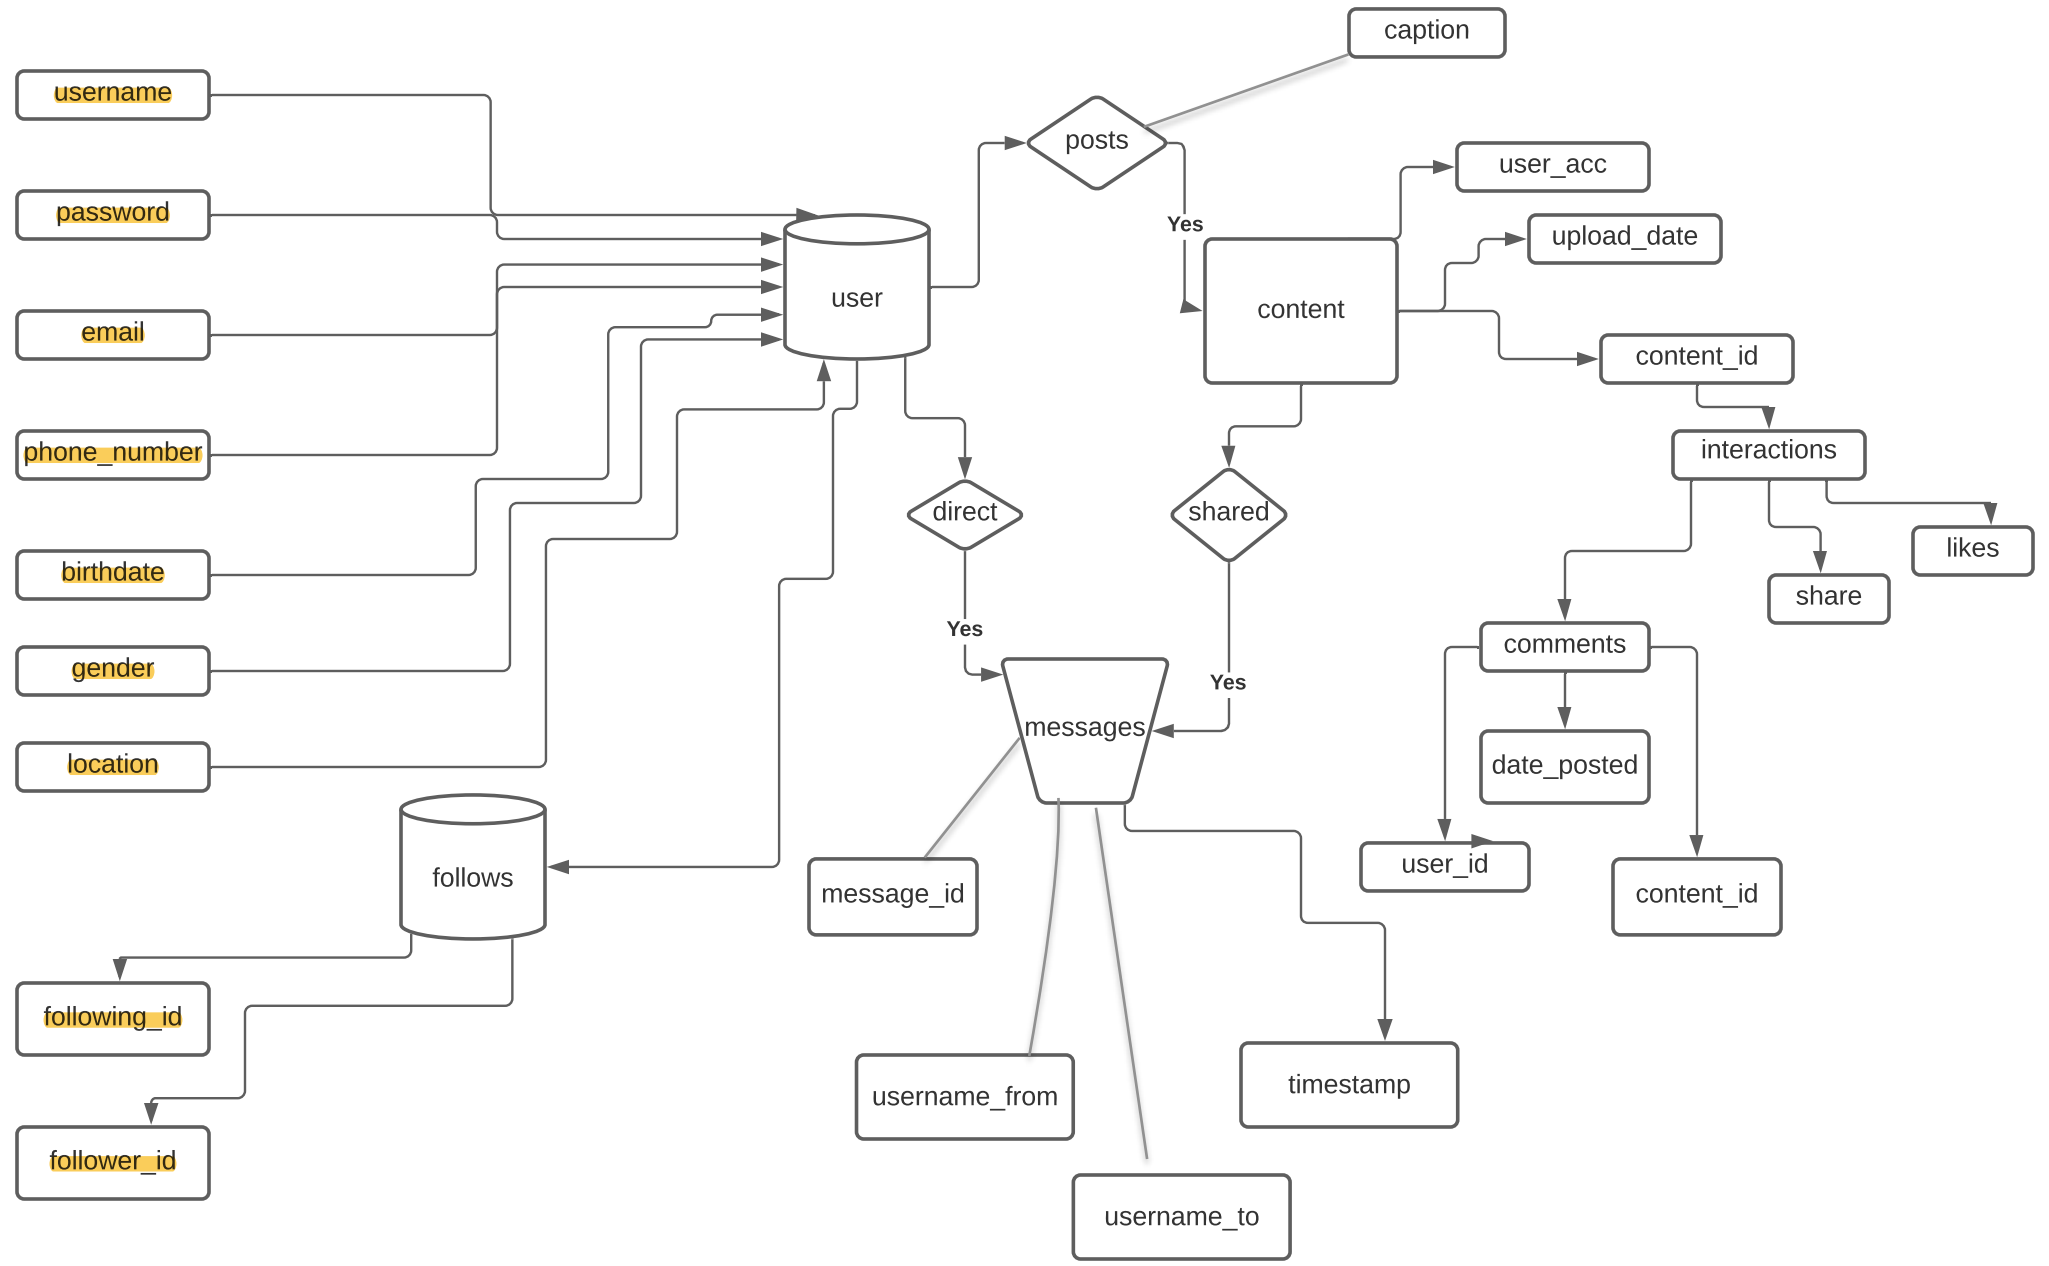 caption
username
posts
user_acc
password
Yes
upload_date
user
content
email
content_id
phone_number
interactions
direct
shared
likes
birthdate
share
Yes
comments
gender
Yes
messages
location
date_posted
follows
message_id
user_id
content_id
following_id
username_from
timestamp
follower_id
username_to